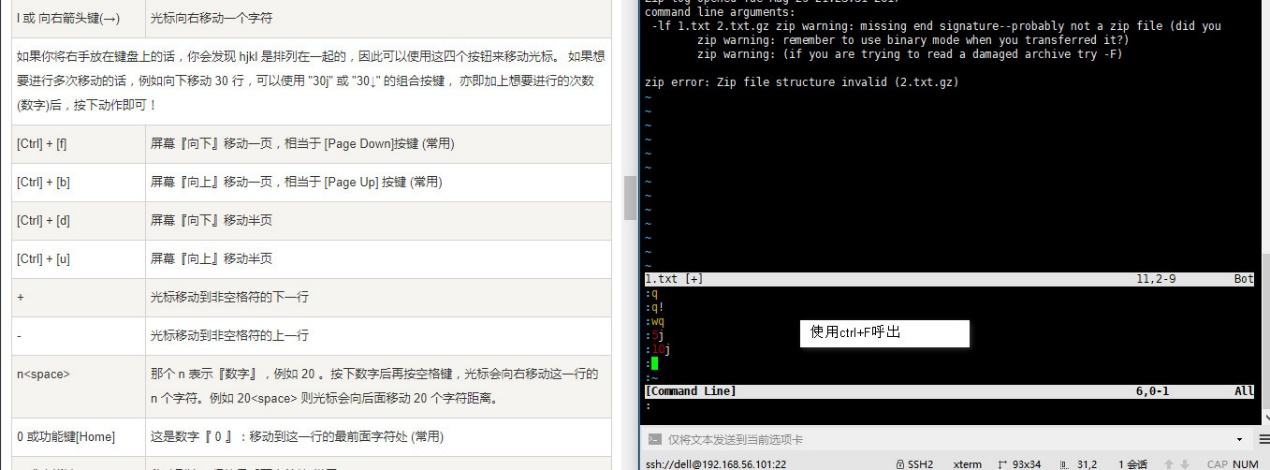 l 或 向右箭头键(→) 光标向右移动一个字符
如果你将右手放在键盘上的话，你会发现 hjkl 是排列在一起的，因此可以使用这四个按钮来移动光标。 如果想
要进行多次移动的话，例如向下移动 30 行，可以使用 "30j" 或 "30↓" 的组合按键， 亦即加上想要进行的次数
(数字)后，按下动作即可！
[Ctrl] + [f] 屏幕『向下』移动一页，相当于 [Page Down]按键 (常用)
[Ctrl] + [b] 屏幕『向上』移动一页，相当于 [Page Up] 按键 (常用)
[Ctrl] + [d] 屏幕『向下』移动半页
[Ctrl] + [u] 屏幕『向上』移动半页
+ 光标移动到非空格符的下一行
- 光标移动到非空格符的上一行
n<space> 那个 n 表示『数字』，例如 20 。按下数字后再按空格键，光标会向右移动这一行的
n 个字符。例如 20<space> 则光标会向后面移动 20 个字符距离。
0 或功能键[Home] 这是数字『 0 』：移动到这一行的最前面字符处 (常用)
command line arguments:
-lf 1.txt 2.txt.gz zip warning: missing end signature--probably not a zip file (did you
zip warning: remember to use binary mode when you transferred it?)
zip warning: (if you are trying to read a damaged archive try -F)
zip error: Zip file structure invalid (2.txt.gz)
~
~
~
~
~
~
~
~
~
~
~
~
~
1.txt [+] 11,2-9 Bot
:q
:q!
:wq
:5j
:10j
:
:~
使用ctrl+F呼出
[Command Line] 6,0-1 All
:
仅将文本发送到当前选项卡
ssh://dell@192.168.56.101:22 SSH2 xterm 93x34 31,2 1 会话 CAP NUM